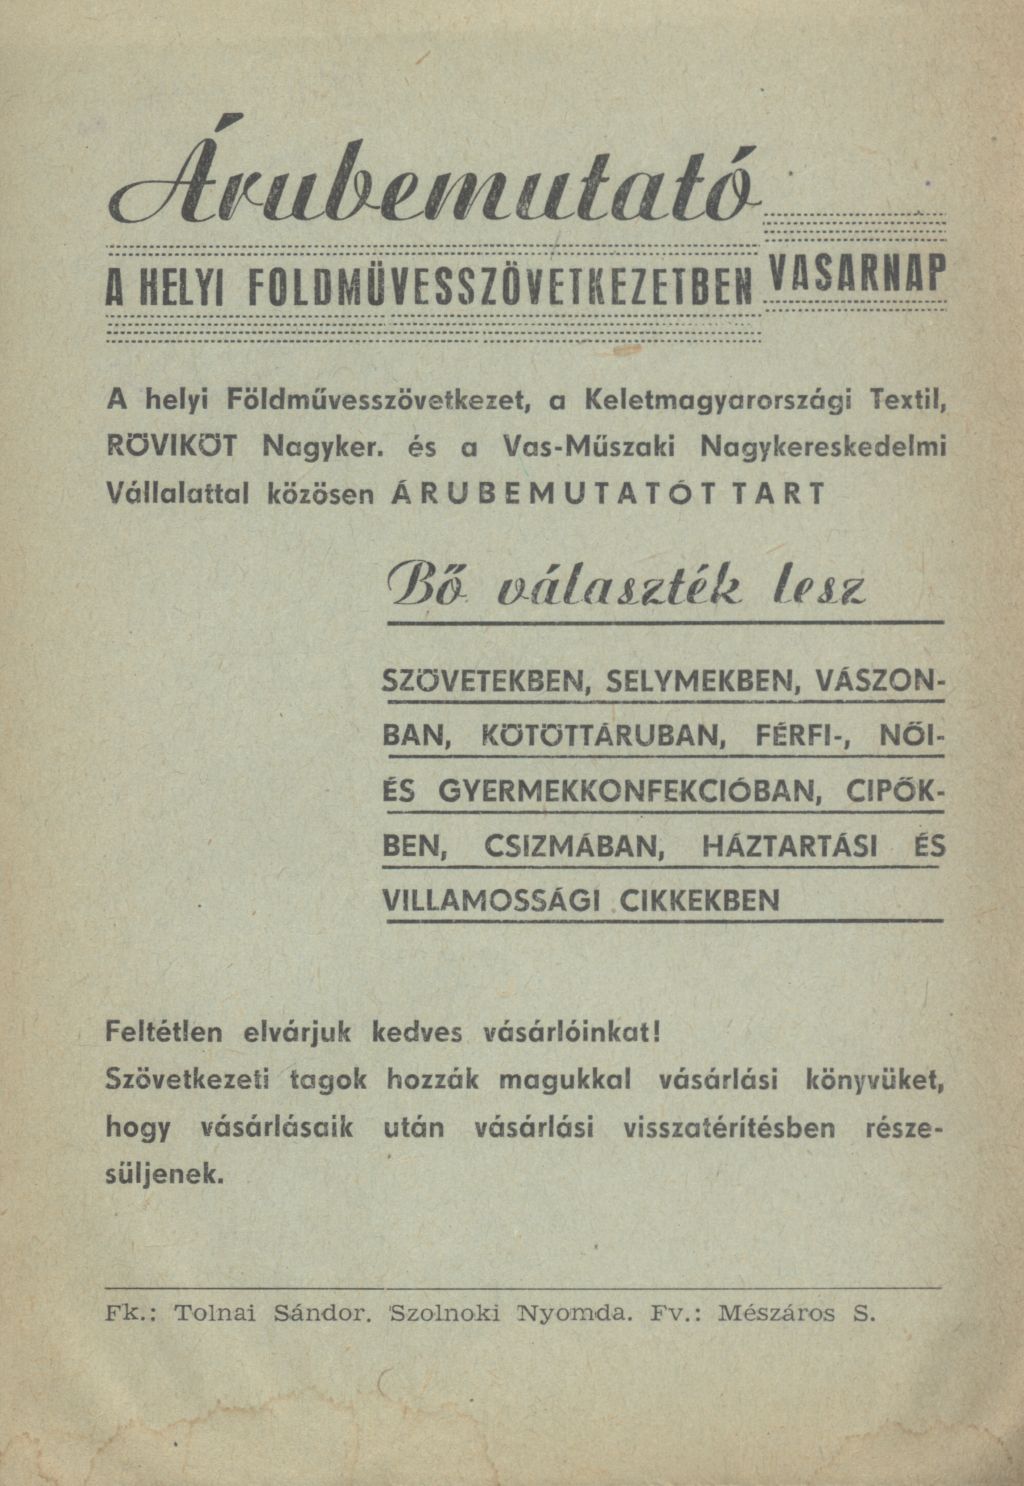 Árubemutató
A HELYI FOLDMÜVESSZÖVETKEZETBEN VASARNAP
A helyi Földművesszövetkezet, a Keletmagyarországi Textil,
RÖVIKÖT Nagyker. és a Vas-Műszaki Nagykereskedelmi
Vállalattal közösen ÁRUBEMUTATÓT TART
Bő választék lesz
SZÖVETEKBEN, SELYMEKBEN, VÁSZON-
BAN, KÖTÖTTÁRUBAN, FÉRFI-, NŐI-
ÉS GYERMEKKONFEKCIÓBAN, CIPŐK-
BEN, CSIZMÁBAN, HÁZTARTÁSI ÉS
VILLAMOSSÁGI CIKKEKBEN
Feltétlen elvárjuk kedves vásárlóinkat!
Szövetkezeti tagok hozzák magukkal vásárlási könyvüket,
hogy vásárlásaik után vásárlási visszatérítésben része-
süljenek.
Fk.: Tolnai Sándor. Szolnoki Nyomda. Fv.: Mészáros S.